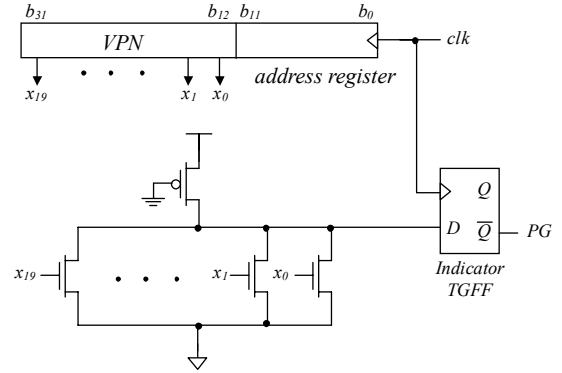 b31 b12 b11 b0
VPN
clk
x19 . . . x1 x0
address register
Q
D Q̅ PG
x19 . . . x1 x0
Indicator
TGFF